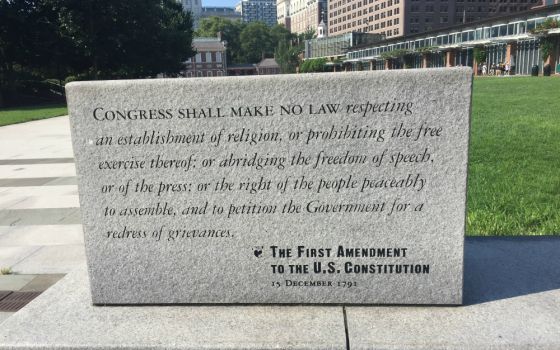 CONGRESS SHALL MAKE NO LAW respecting
an establishment of religion, or prohibiting the free
exercise thereof; or abridging the freedom of speech,
or of the press; or the right of the people peaceably
to assemble, and to petition the Government for a
redress of grievances.
THE FIRST AMENDMENT
TO THE U.S. CONSTITUTION
15 DECEMBER 1791